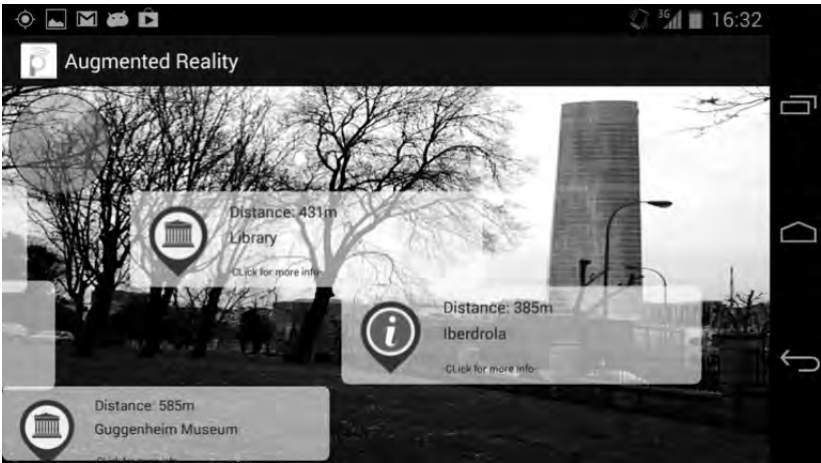 3G 16:32
Augmented Reality
Distance: 431m
Library
CLick for more info
Distance: 385m
Iberdrola
CLick for more info
Distance: 585m
Guggenheim Museum